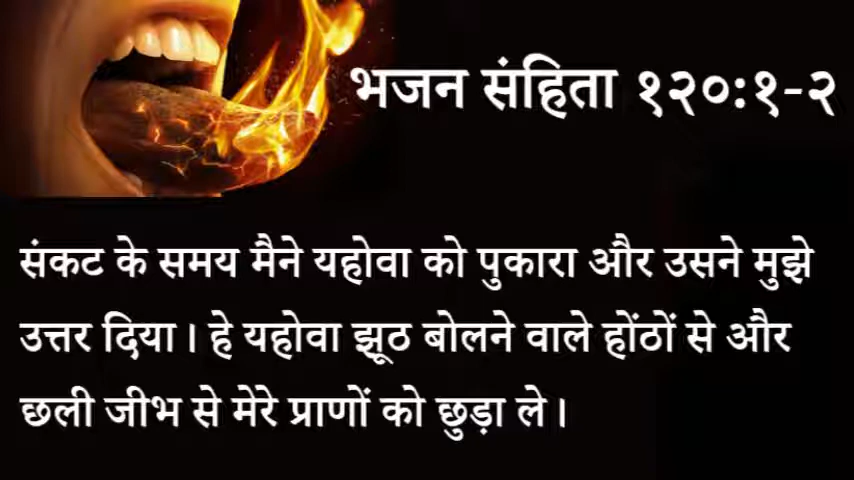 भजन संहिता १२०:१-२
संकट के समय मैने यहोवा को पुकारा और उसने मुझे
उत्तर दिया। हे यहोवा झूठ बोलने वाले होंठों से और
छली जीभ से मेरे प्राणों को छुड़ा ले।